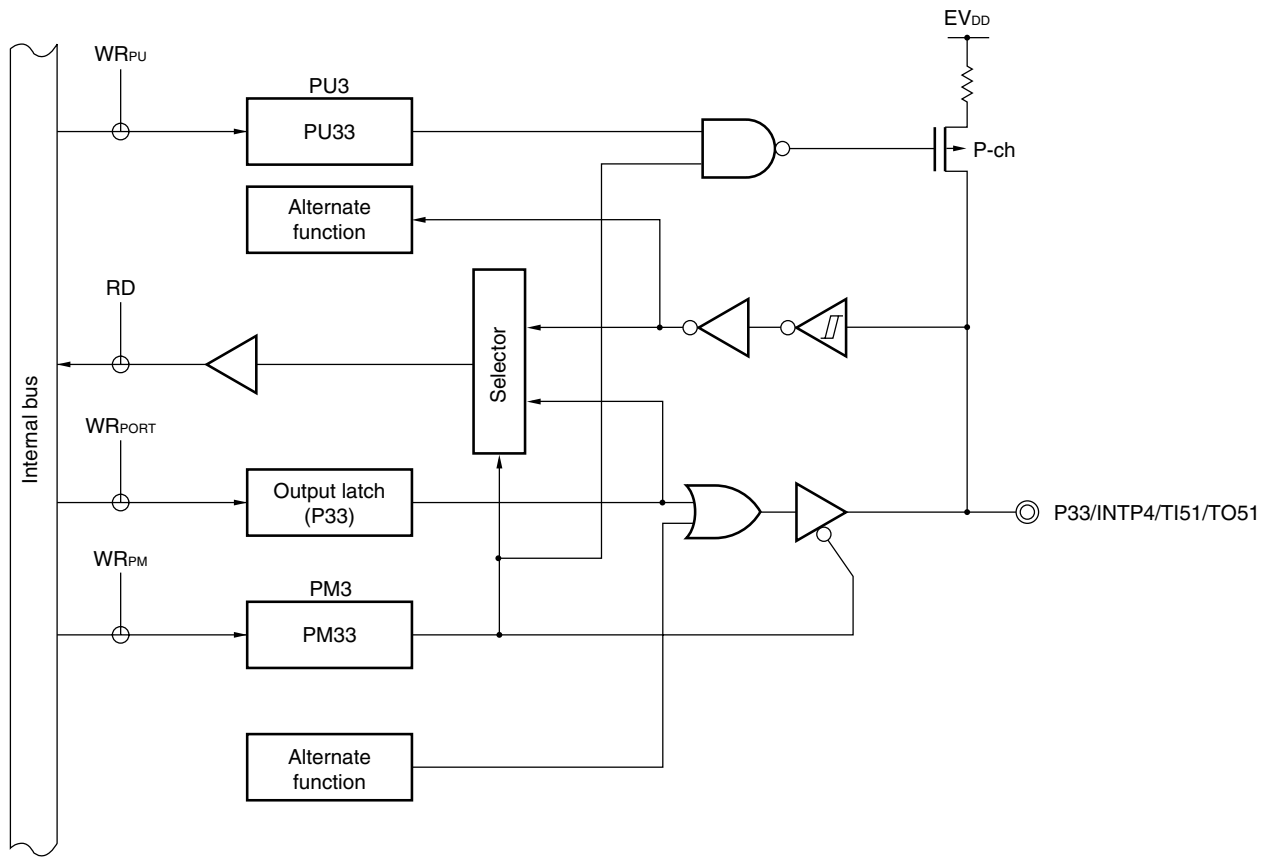 EVDD
WRPU
PU3
PU33
P-ch
Alternate
function
RD
Selector
Internal bus
WRPORT
Output latch
(P33)
P33/INTP4/TI51/TO51
WRPM
PM3
PM33
Alternate
function